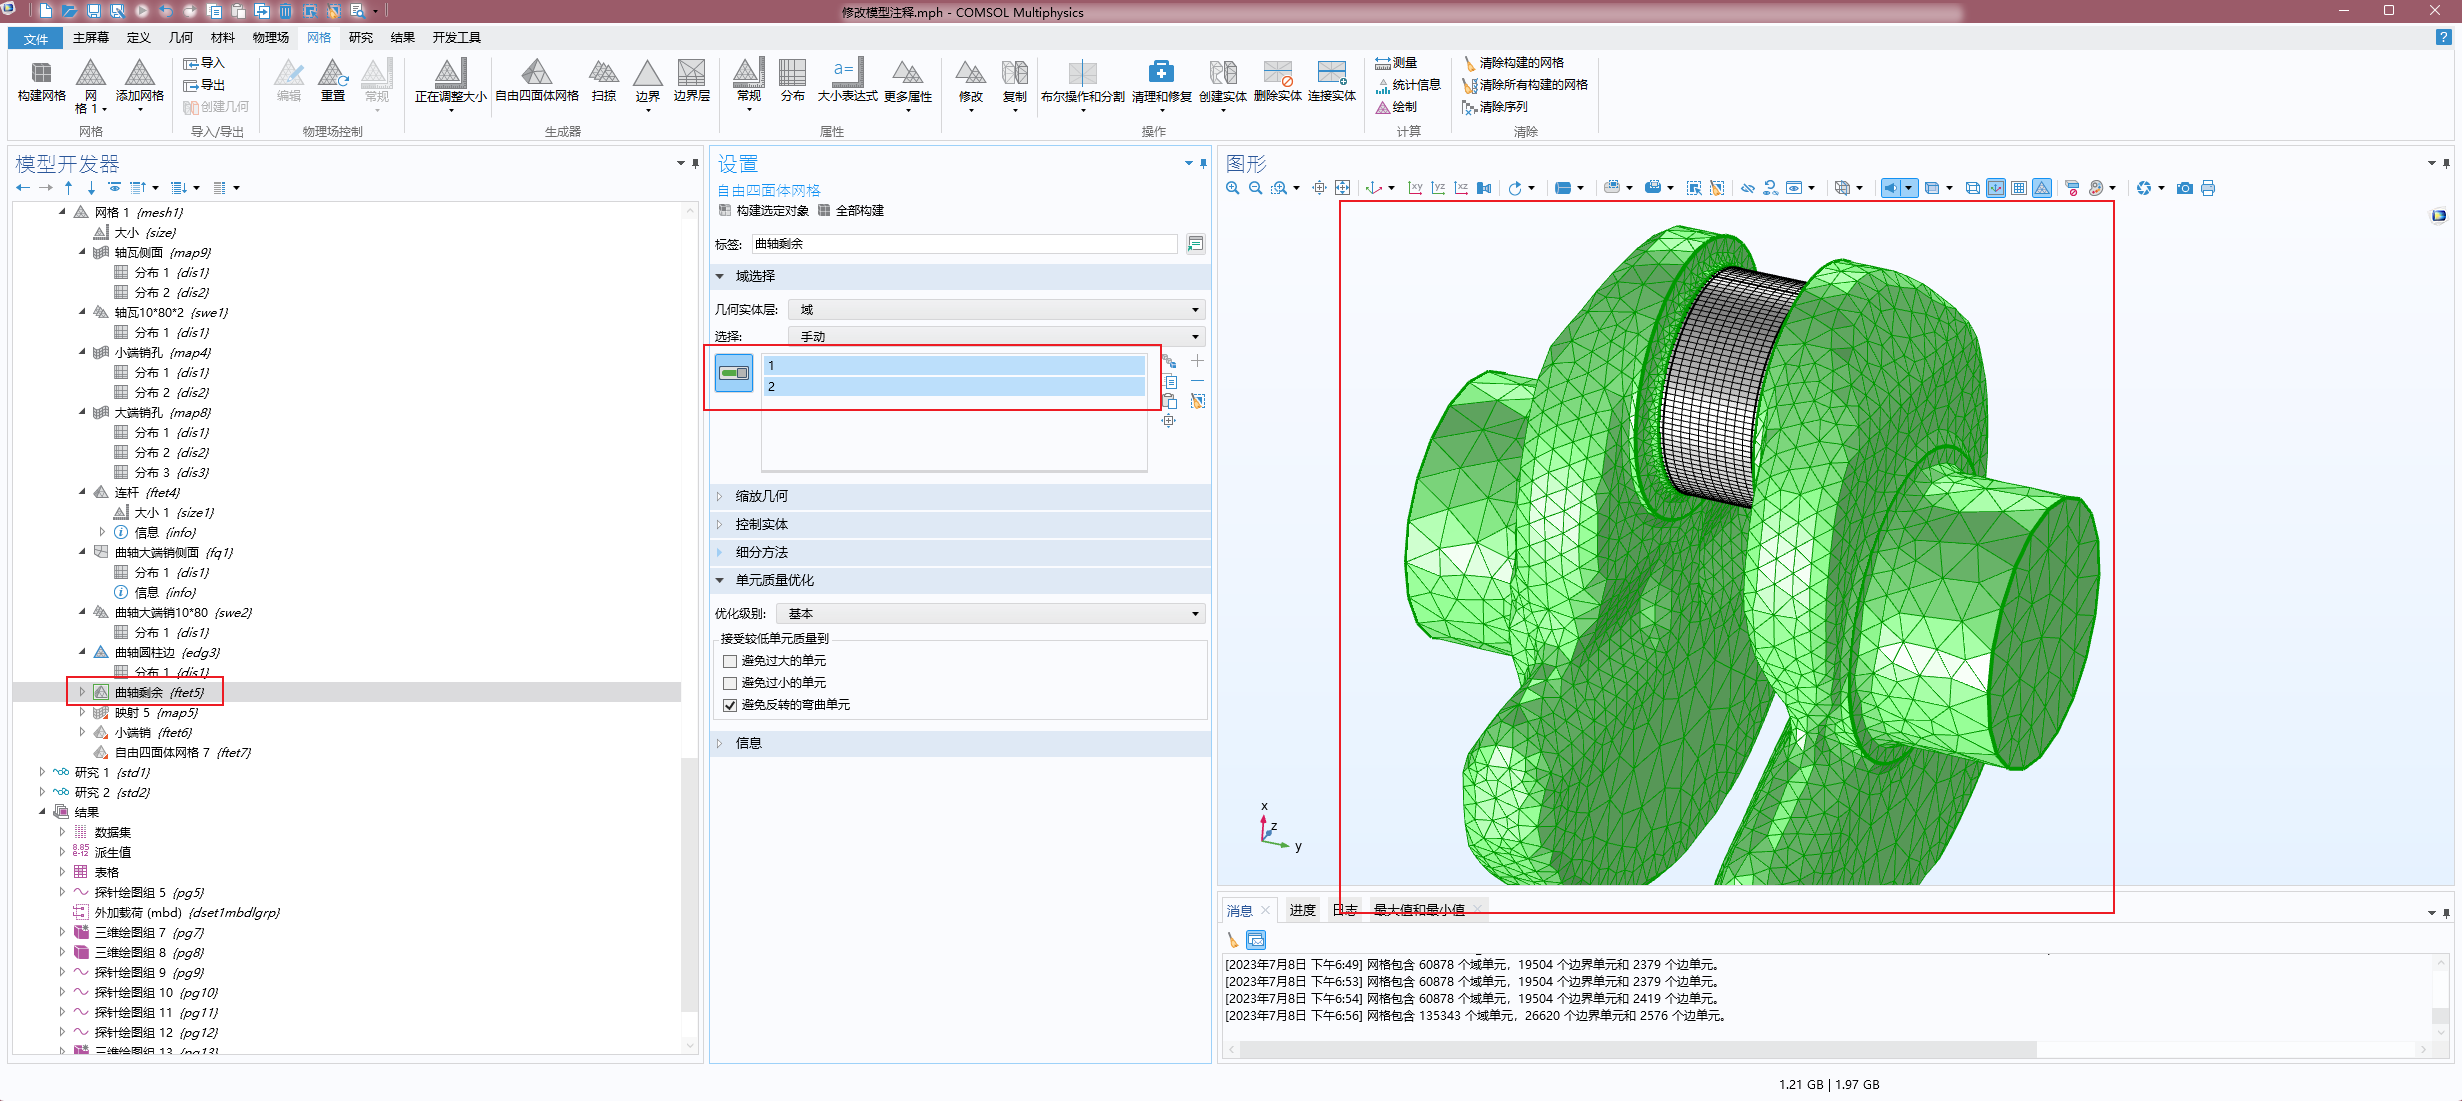 修改模型注释.mph - COMSOL Multiphysics
文件 主屏幕 定义 几何 材料 物理场 网格 研究 结果 开发工具
构建网格
网格 1
添加网格
导入
导出
创建几何
编辑
重置
常规
正在调整大小
自由四面体网格
扫掠
边界
边界层
常规
分布
a=
大小表达式
更多属性
修改
复制
布尔操作和分割
清理和修复
创建实体
删除实体
连接实体
测量
统计信息
绘制
清除构建的网格
清除所有构建的网格
清除序列
网格 导入/导出 物理场控制 生成器 属性 操作 计算 清除
模型开发器
网格 1 {mesh1}
大小 {size}
轴瓦侧面 {map9}
分布 1 {dis1}
分布 2 {dis2}
轴瓦10*80*2 {swe1}
分布 1 {dis1}
小端销孔 {map4}
分布 1 {dis1}
分布 2 {dis2}
大端销孔 {map8}
分布 1 {dis1}
分布 2 {dis2}
分布 3 {dis3}
连杆 {ftet4}
大小 1 {size1}
信息 {info}
曲轴大端销侧面 {fq1}
分布 1 {dis1}
信息 {info}
曲轴大端销10*80 {swe2}
分布 1 {dis1}
曲轴圆柱边 {edg3}
分布 1 {dis1}
曲轴剩余 {ftet5}
映射 5 {map5}
小端销 {ftet6}
自由四面体网格 7 {ftet7}
研究 1 {std1}
研究 2 {std2}
结果
数据集
8.85
e-12
派生值
表格
探针绘图组 5 {pg5}
外加载荷 (mbd) {dset1mbdlgrp}
三维绘图组 7 {pg7}
三维绘图组 8 {pg8}
探针绘图组 9 {pg9}
探针绘图组 10 {pg10}
探针绘图组 11 {pg11}
探针绘图组 12 {pg12}
三维绘图组 13 {pg13}
设置
自由四面体网格
构建选定对象 全部构建
标签: 曲轴剩余
域选择
几何实体层: 域
选择: 手动
1
2
缩放几何
控制实体
细分方法
单元质量优化
优化级别: 基本
接受较低单元质量到
避免过大的单元
避免过小的单元
避免反转的弯曲单元
信息
图形
xy yz xz
x
z
y
消息 进度 日志 最大值和最小值
[2023年7月8日 下午6:49] 网格包含 60878 个域单元，19504 个边界单元和 2379 个边单元。
[2023年7月8日 下午6:53] 网格包含 60878 个域单元，19504 个边界单元和 2379 个边单元。
[2023年7月8日 下午6:54] 网格包含 60878 个域单元，19504 个边界单元和 2419 个边单元。
[2023年7月8日 下午6:56] 网格包含 135343 个域单元，26620 个边界单元和 2576 个边单元。
1.21 GB | 1.97 GB